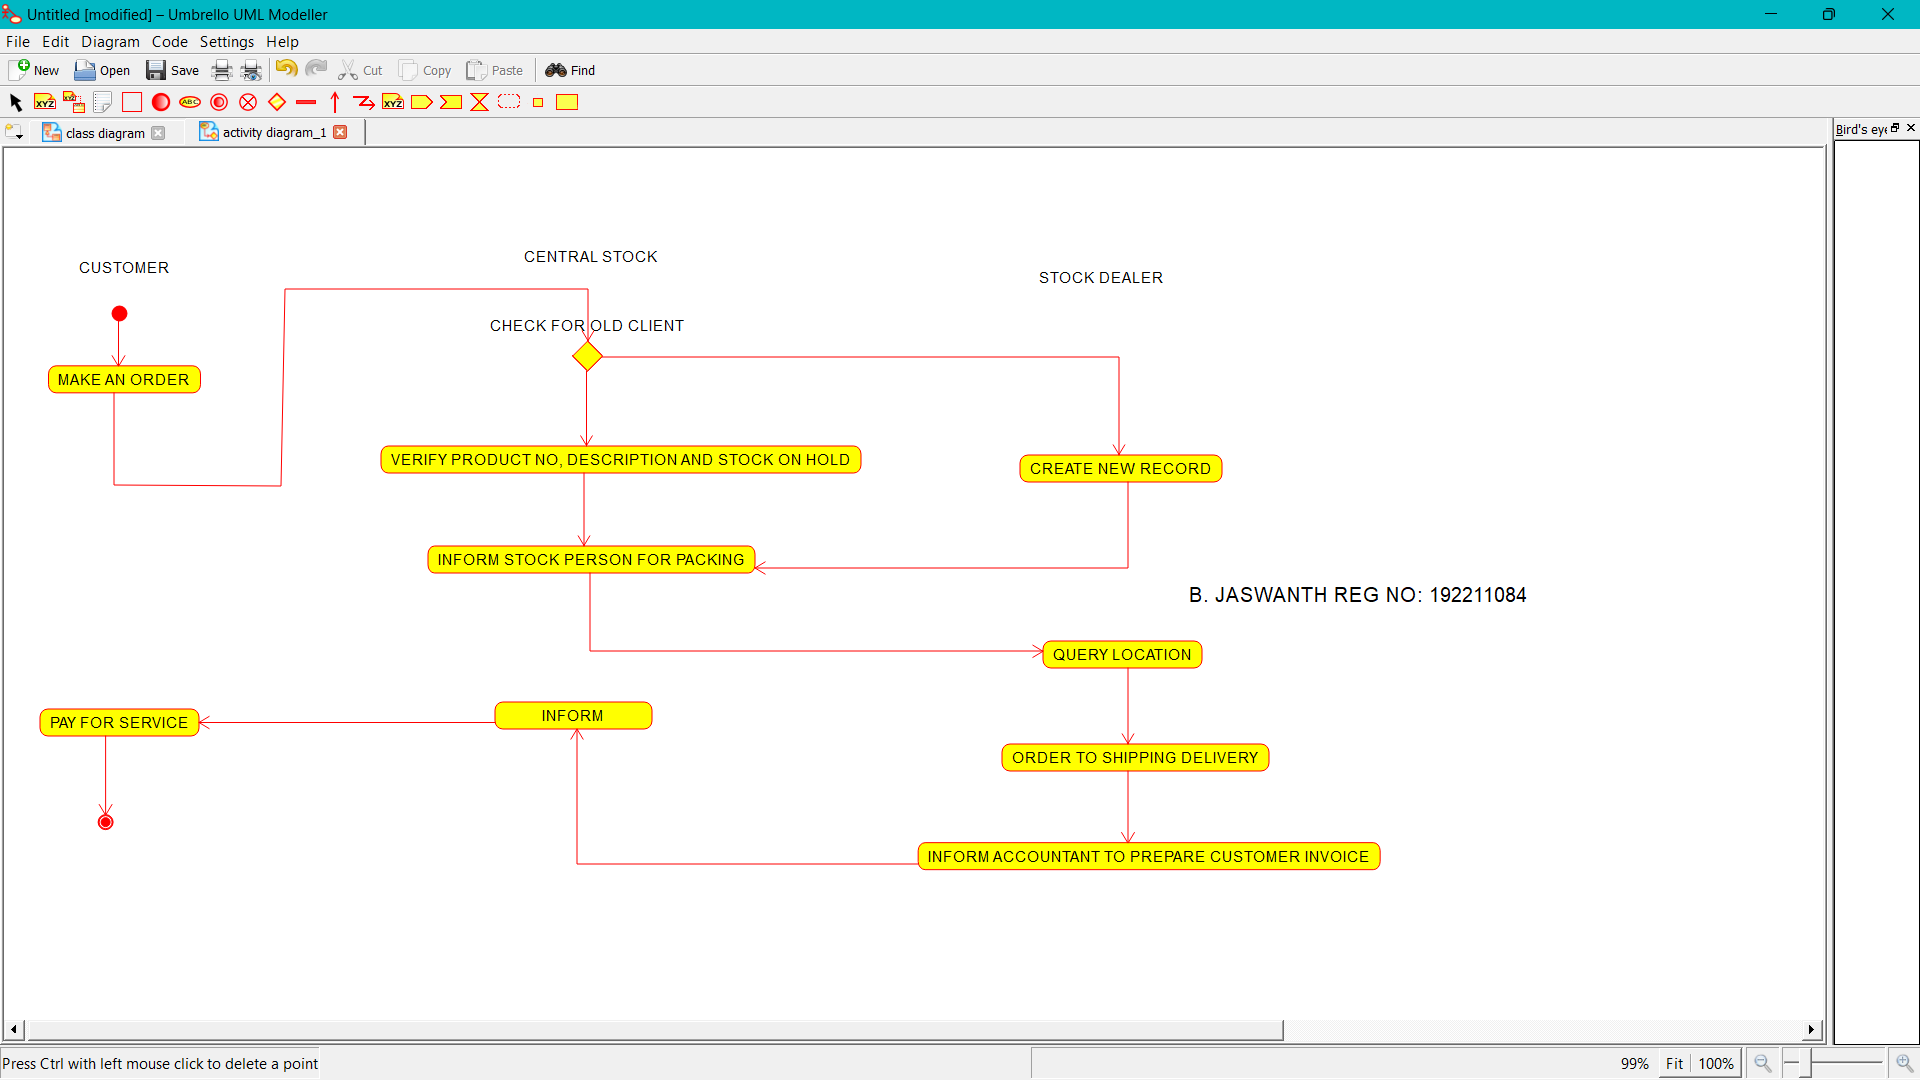 Untitled [modified] – Umbrello UML Modeller
File Edit Diagram Code Settings Help
New Open Save Cut Copy Paste Find
XYZ XYZ ABC XYZ
class diagram activity diagram_1 Bird's eye
CENTRAL STOCK
CUSTOMER
STOCK DEALER
CHECK FOR OLD CLIENT
MAKE AN ORDER
VERIFY PRODUCT NO, DESCRIPTION AND STOCK ON HOLD
CREATE NEW RECORD
INFORM STOCK PERSON FOR PACKING
B. JASWANTH REG NO: 192211084
QUERY LOCATION
INFORM
PAY FOR SERVICE
ORDER TO SHIPPING DELIVERY
INFORM ACCOUNTANT TO PREPARE CUSTOMER INVOICE
Press Ctrl with left mouse click to delete a point 99% Fit 100%